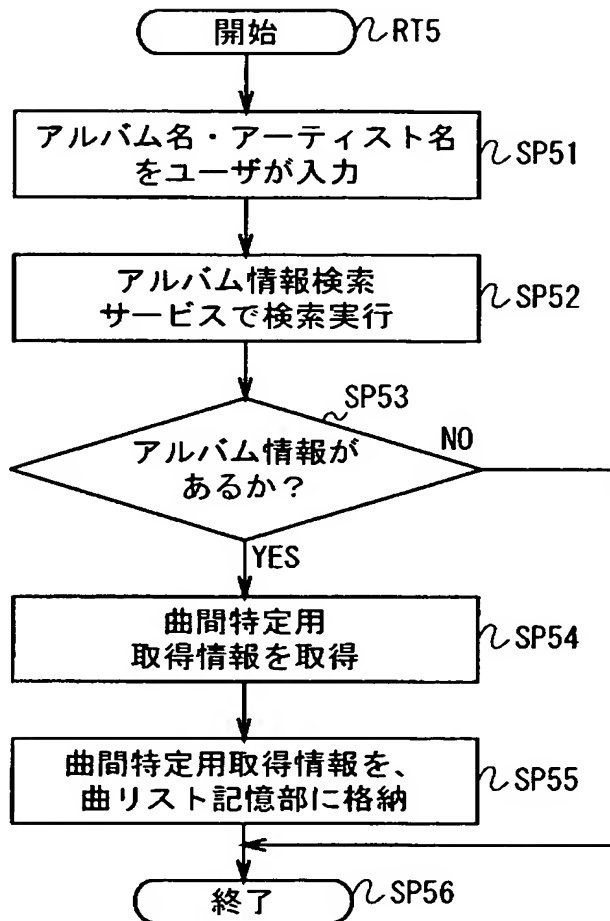 開始
RT5
アルバム名・アーティスト名
をユーザが入力
SP51
アルバム情報検索
サービスで検索実行
SP52
SP53
アルバム情報が
あるか？
NO
YES
曲間特定用
取得情報を取得
SP54
曲間特定用取得情報を、
曲リスト記憶部に格納
SP55
終了
SP56